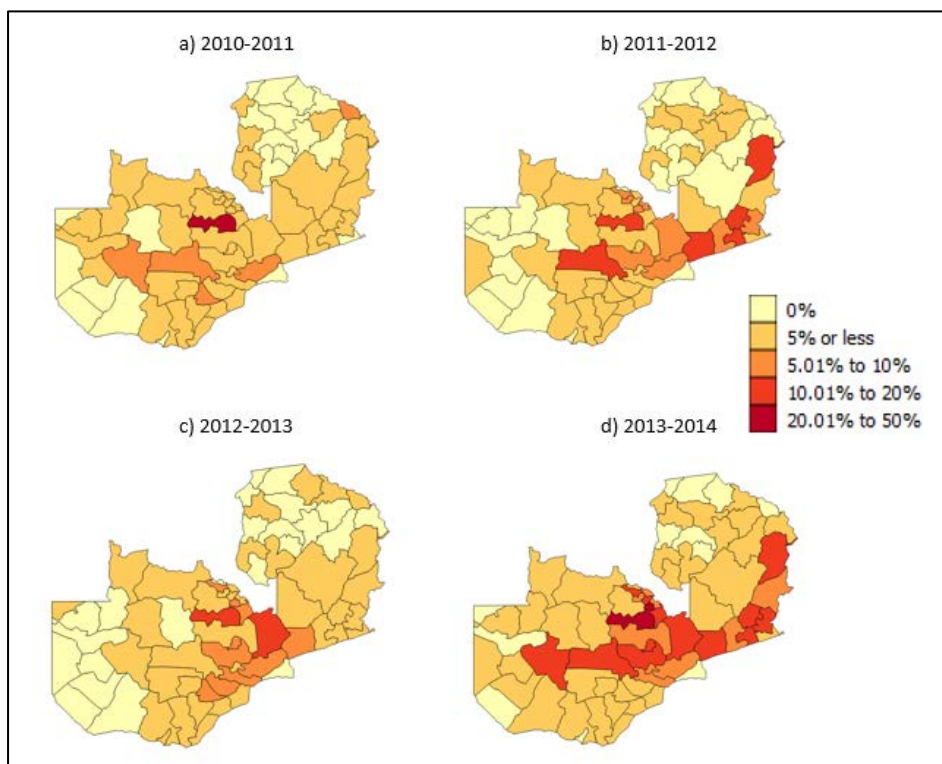 a) 2010-2011
b) 2011-2012
0%
5% or less
5.01% to 10%
10.01% to 20%
20.01% to 50%
c) 2012-2013
d) 2013-2014